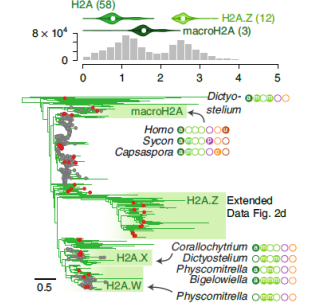 H2A (58)
H2A.Z (12)
macroH2A (3)
8 × 10⁴
0
0 1 2 3 4 5
Dictyo-
stelium
macroH2A
Homo
Sycon
Capsaspora
H2A.Z
Extended
Data Fig. 2d
Corallochytrium
H2A.X
Dictyostelium
Physcomitrella
Bigelowiella
0.5
H2A.W
Physcomitrella